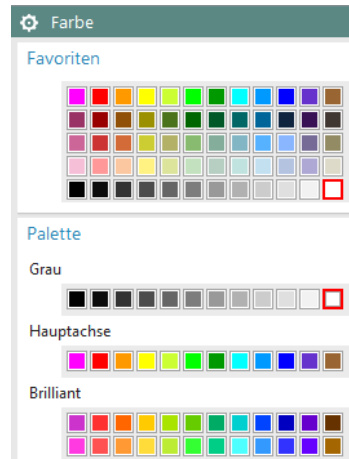 Farbe
Favoriten
Palette
Grau
Hauptachse
Brilliant